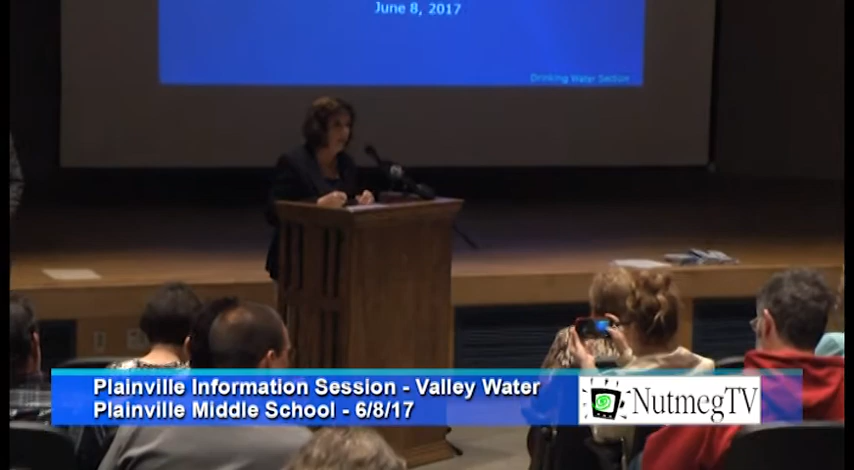 June 8, 2017
Drinking Water Section
Plainville Information Session - Valley Water
Plainville Middle School - 6/8/17
NutmegTV